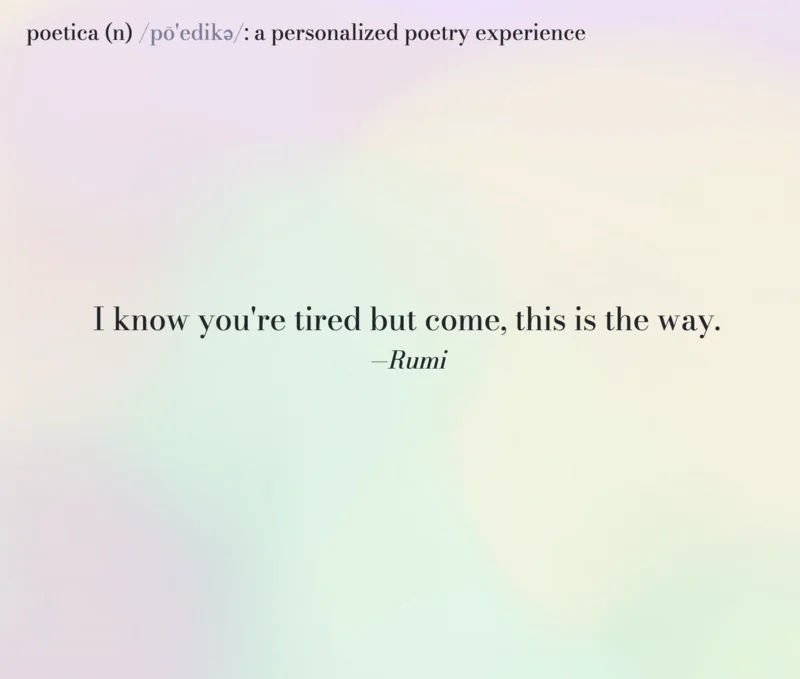 poetica (n) /pō'edikə/: a personalized poetry experience
I know you're tired but come, this is the way.
—Rumi